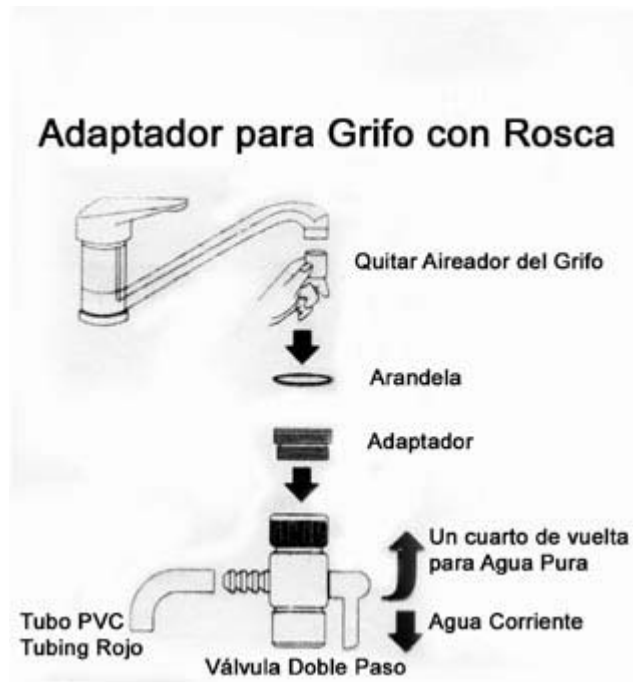 Adaptador para Grifo con Rosca
Quitar Aireador del Grifo
Arandela
Adaptador
Un cuarto de vuelta
para Agua Pura
Tubo PVC
Tubing Rojo
Agua Corriente
Válvula Doble Paso